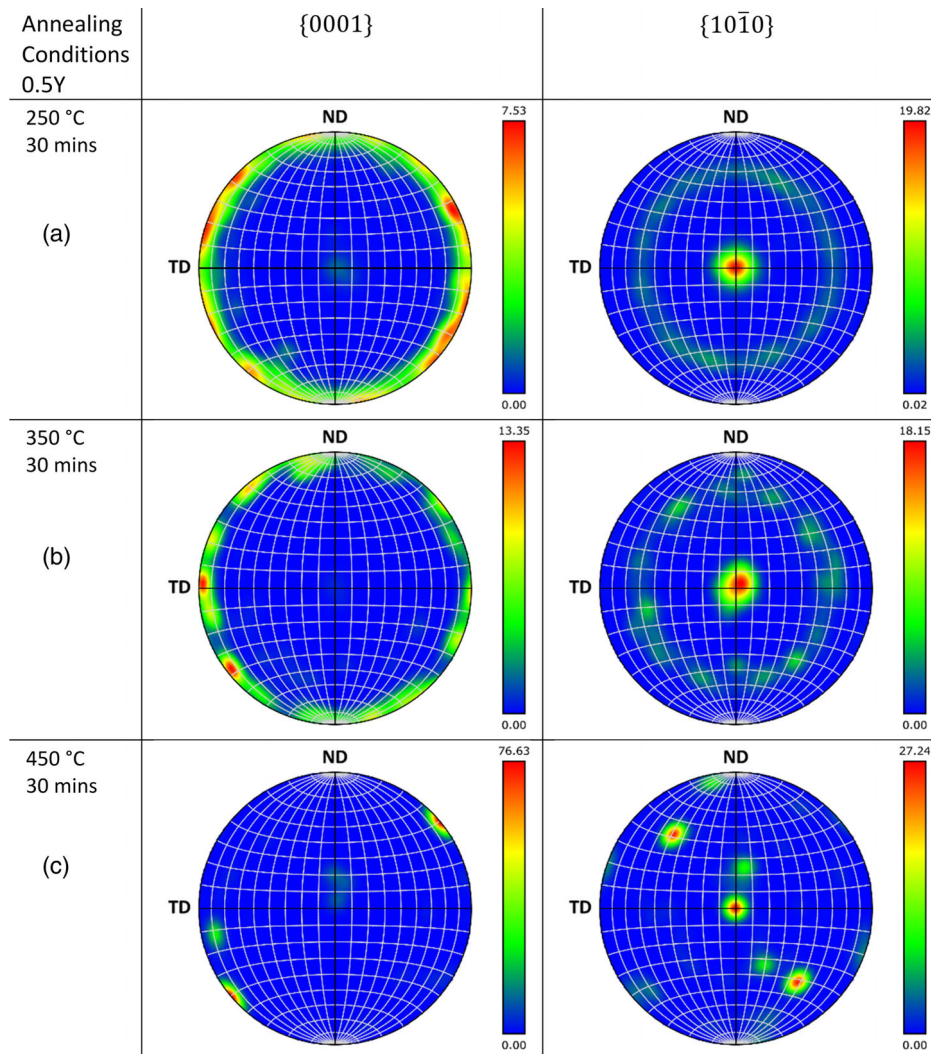 Annealing
Conditions
0.5Y
{0001}
{101̅0}
250 °C
30 mins
(a)
ND
TD
7.53
0.00
ND
TD
19.82
0.02
350 °C
30 mins
(b)
ND
TD
13.35
0.00
ND
TD
18.15
0.00
450 °C
30 mins
(c)
ND
TD
76.63
0.00
ND
TD
27.24
0.00